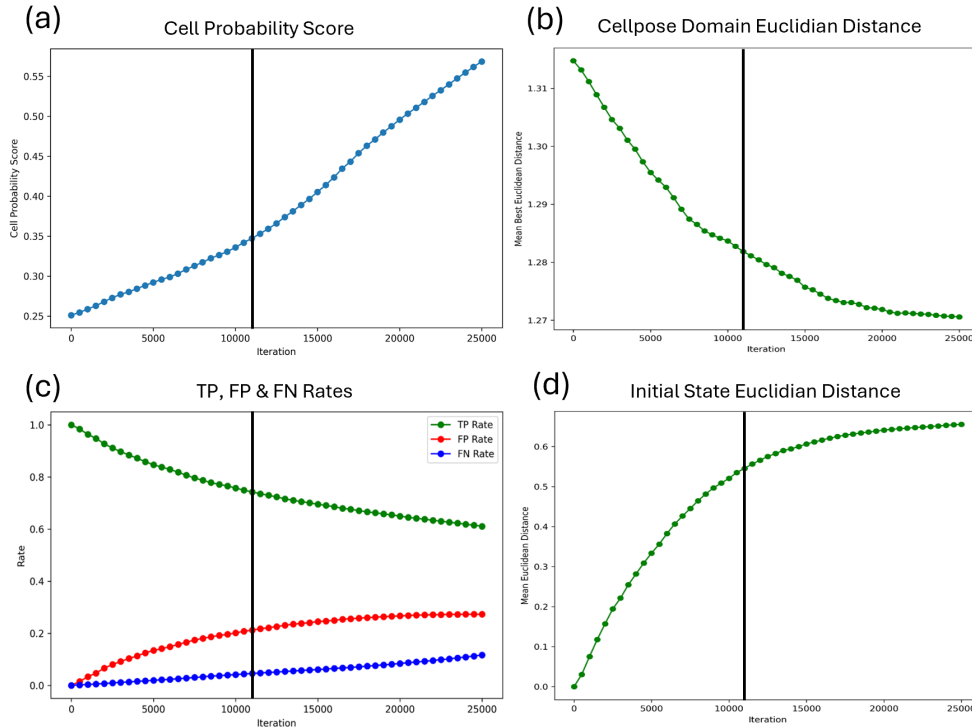 (a)
Cell Probability Score
Cell Probability Score
0.55
0.50
0.45
0.40
0.35
0.30
0.25
0 5000 10000 15000 20000 25000
Iteration
(b)
Cellpose Domain Euclidian Distance
Mean Best Euclidean Distance
1.31
1.30
1.29
1.28
1.27
0 5000 10000 15000 20000 25000
Iteration
(c)
TP, FP & FN Rates
Rate
1.0
0.8
0.6
0.4
0.2
0.0
TP Rate
FP Rate
FN Rate
0 5000 10000 15000 20000 25000
Iteration
(d)
Initial State Euclidian Distance
Mean Euclidean Distance
0.6
0.5
0.4
0.3
0.2
0.1
0.0
0 5000 10000 15000 20000 25000
Iteration